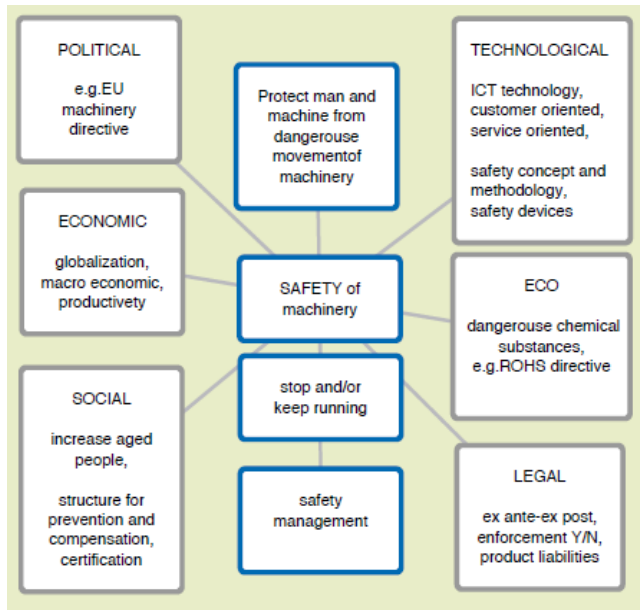 POLITICAL
e.g.EU
machinery
directive
Protect man and
machine from
dangerouse
movementof
machinery
TECHNOLOGICAL
ICT technology,
customer oriented,
service oriented,
safety concept and
methodology,
safety devices
ECONOMIC
globalization,
macro economic,
productivety
SAFETY of
machinery
ECO
dangerouse chemical
substances,
e.g.ROHS directive
stop and/or
keep running
SOCIAL
increase aged
people,
structure for
prevention and
compensation,
certification
safety
management
LEGAL
ex ante-ex post,
enforcement Y/N,
product liabilities